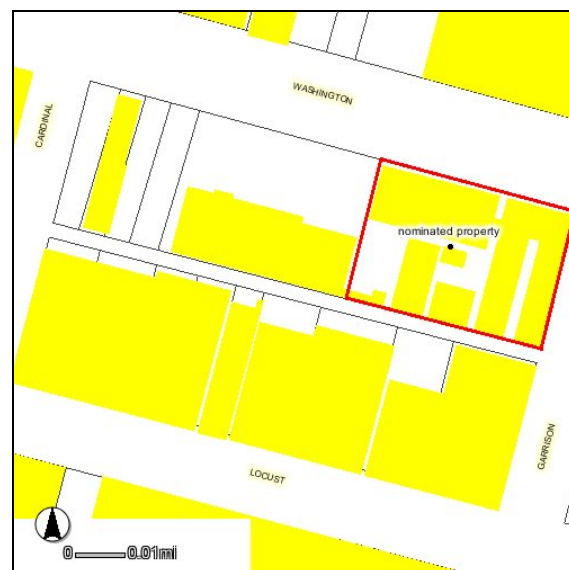 WASHINGTON
CARDINAL
nominated property
GARRISON
LOCUST
0 0.01mi